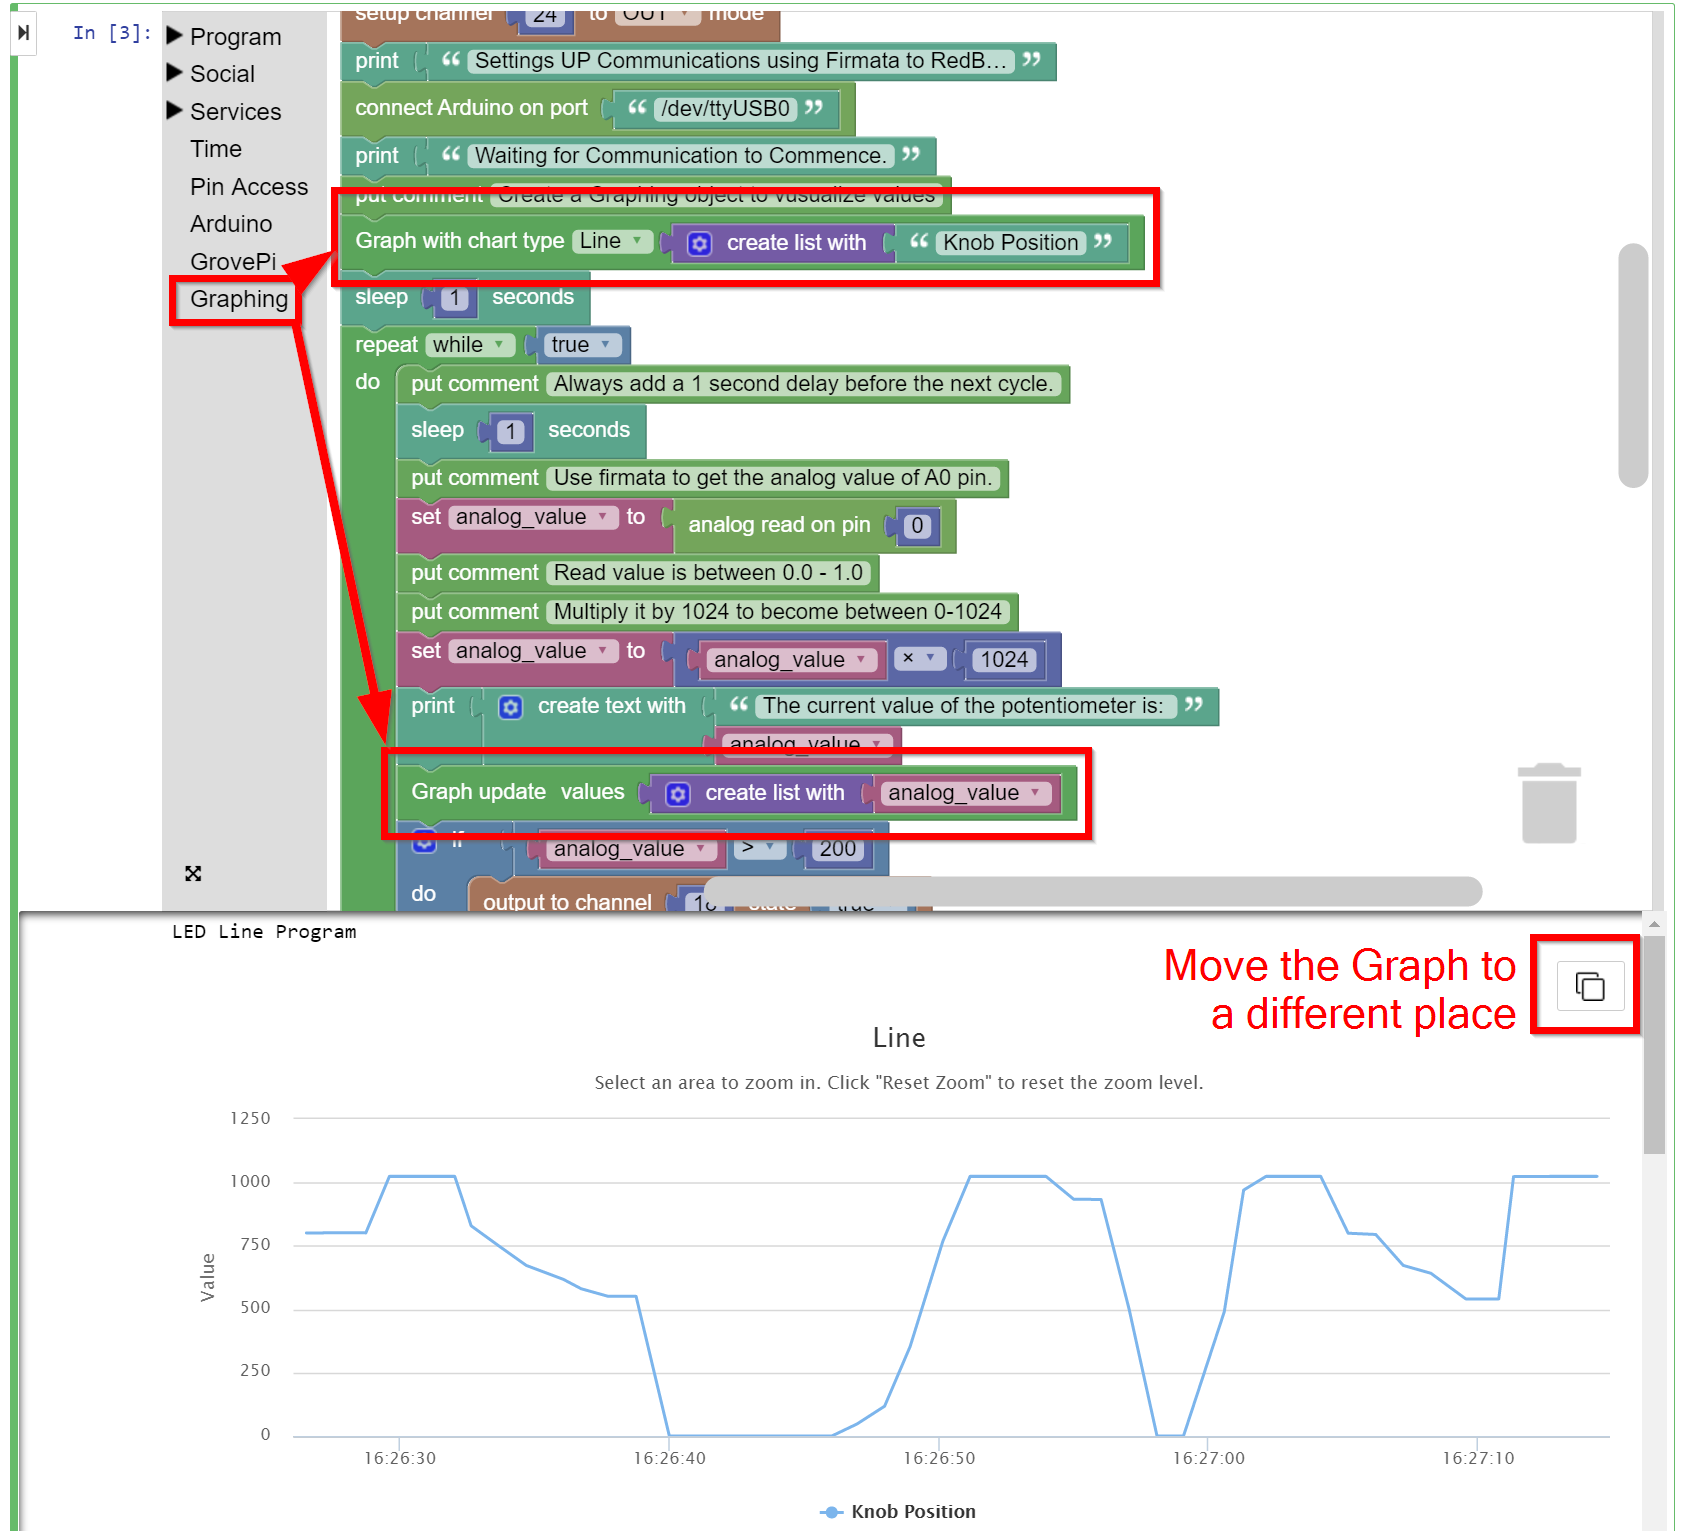 In [3]:
Program
Social
Services
Time
Pin Access
Arduino
GrovePi
Graphing
setup channel 24 to OUT mode
print “ Settings UP Communications using Firmata to RedB... ”
connect Arduino on port “ /dev/ttyUSB0 ”
print “ Waiting for Communication to Commence. ”
put comment Create a Graphing object to vusualize values
Graph with chart type Line create list with “ Knob Position ”
sleep 1 seconds
repeat while true
do put comment Always add a 1 second delay before the next cycle.
sleep 1 seconds
put comment Use firmata to get the analog value of A0 pin.
set analog_value to analog read on pin 0
put comment Read value is between 0.0 - 1.0
put comment Multiply it by 1024 to become between 0-1024
set analog_value to analog_value × 1024
print create text with “ The current value of the potentiometer is: ”
analog_value
Graph update values create list with analog_value
if analog_value > 200
do output to channel state true
LED Line Program
Move the Graph to
a different place
Line
Select an area to zoom in. Click "Reset Zoom" to reset the zoom level.
Value
1250
1000
750
500
250
0
16:26:30 16:26:40 16:26:50 16:27:00 16:27:10
Knob Position